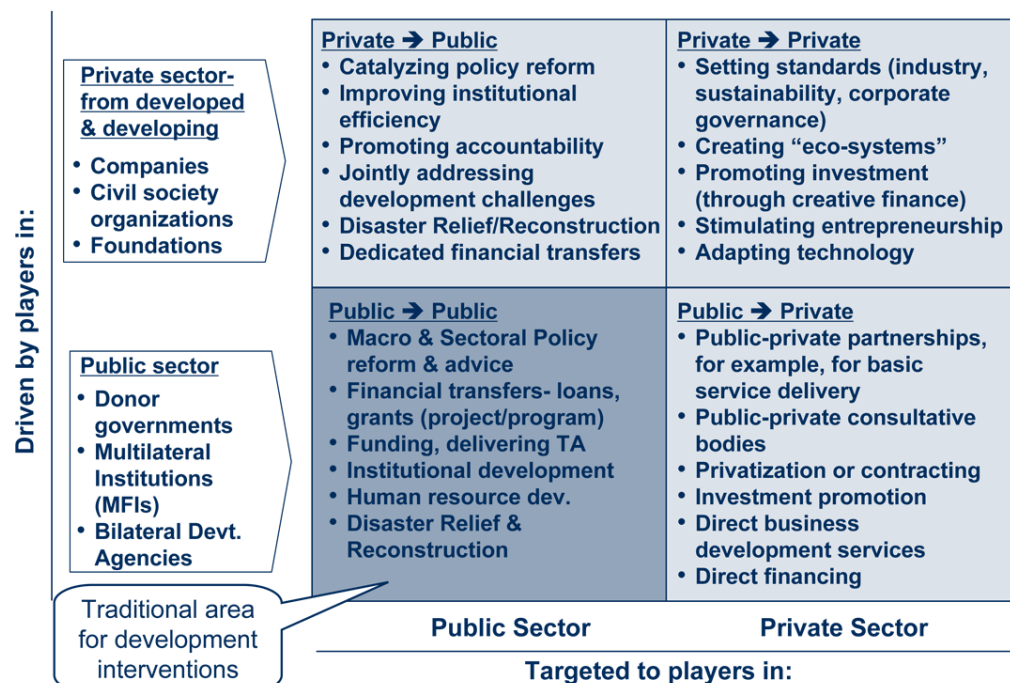 Driven by players in:
Private sector-
from developed
& developing
• Companies
• Civil society
organizations
• Foundations
Private ➔ Public
• Catalyzing policy reform
• Improving institutional
efficiency
• Promoting accountability
• Jointly addressing
development challenges
• Disaster Relief/Reconstruction
• Dedicated financial transfers
Private ➔ Private
• Setting standards (industry,
sustainability, corporate
governance)
• Creating “eco-systems”
• Promoting investment
(through creative finance)
• Stimulating entrepreneurship
• Adapting technology
Public sector
• Donor
governments
• Multilateral
Institutions
(MFIs)
• Bilateral Devt.
Agencies
Public ➔ Public
• Macro & Sectoral Policy
reform & advice
• Financial transfers- loans,
grants (project/program)
• Funding, delivering TA
• Institutional development
• Human resource dev.
• Disaster Relief &
Reconstruction
Public ➔ Private
• Public-private partnerships,
for example, for basic
service delivery
• Public-private consultative
bodies
• Privatization or contracting
• Investment promotion
• Direct business
development services
• Direct financing
Traditional area
for development
interventions
Public Sector
Private Sector
Targeted to players in: